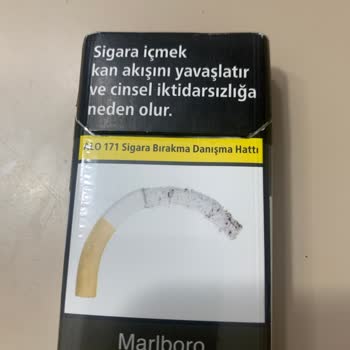 Sigara içmek
kan akışını yavaşlatır
ve cinsel iktidarsızlığa
neden olur.
ALO 171 Sigara Bırakma Danışma Hattı
Marlboro